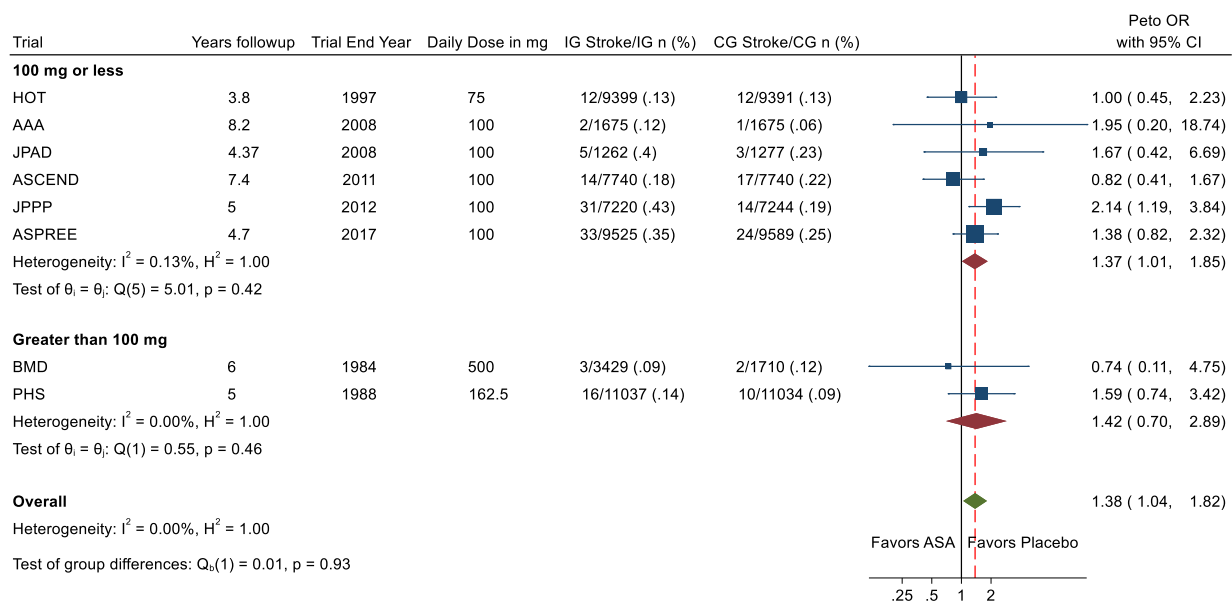 Peto OR
Trial Years followup Trial End Year Daily Dose in mg IG Stroke/IG n (%) CG Stroke/CG n (%) with 95% CI
100 mg or less
HOT 3.8 1997 75 12/9399 (.13) 12/9391 (.13) 1.00 ( 0.45, 2.23)
AAA 8.2 2008 100 2/1675 (.12) 1/1675 (.06) 1.95 ( 0.20, 18.74)
JPAD 4.37 2008 100 5/1262 (.4) 3/1277 (.23) 1.67 ( 0.42, 6.69)
ASCEND 7.4 2011 100 14/7740 (.18) 17/7740 (.22) 0.82 ( 0.41, 1.67)
JPPP 5 2012 100 31/7220 (.43) 14/7244 (.19) 2.14 ( 1.19, 3.84)
ASPREE 4.7 2017 100 33/9525 (.35) 24/9589 (.25) 1.38 ( 0.82, 2.32)
Heterogeneity: I² = 0.13%, H² = 1.00 1.37 ( 1.01, 1.85)
Test of θᵢ = θⱼ: Q(5) = 5.01, p = 0.42
Greater than 100 mg
BMD 6 1984 500 3/3429 (.09) 2/1710 (.12) 0.74 ( 0.11, 4.75)
PHS 5 1988 162.5 16/11037 (.14) 10/11034 (.09) 1.59 ( 0.74, 3.42)
Heterogeneity: I² = 0.00%, H² = 1.00 1.42 ( 0.70, 2.89)
Test of θᵢ = θⱼ: Q(1) = 0.55, p = 0.46
Overall 1.38 ( 1.04, 1.82)
Heterogeneity: I² = 0.00%, H² = 1.00
Favors ASA Favors Placebo
Test of group differences: Q_b(1) = 0.01, p = 0.93
.25 .5 1 2